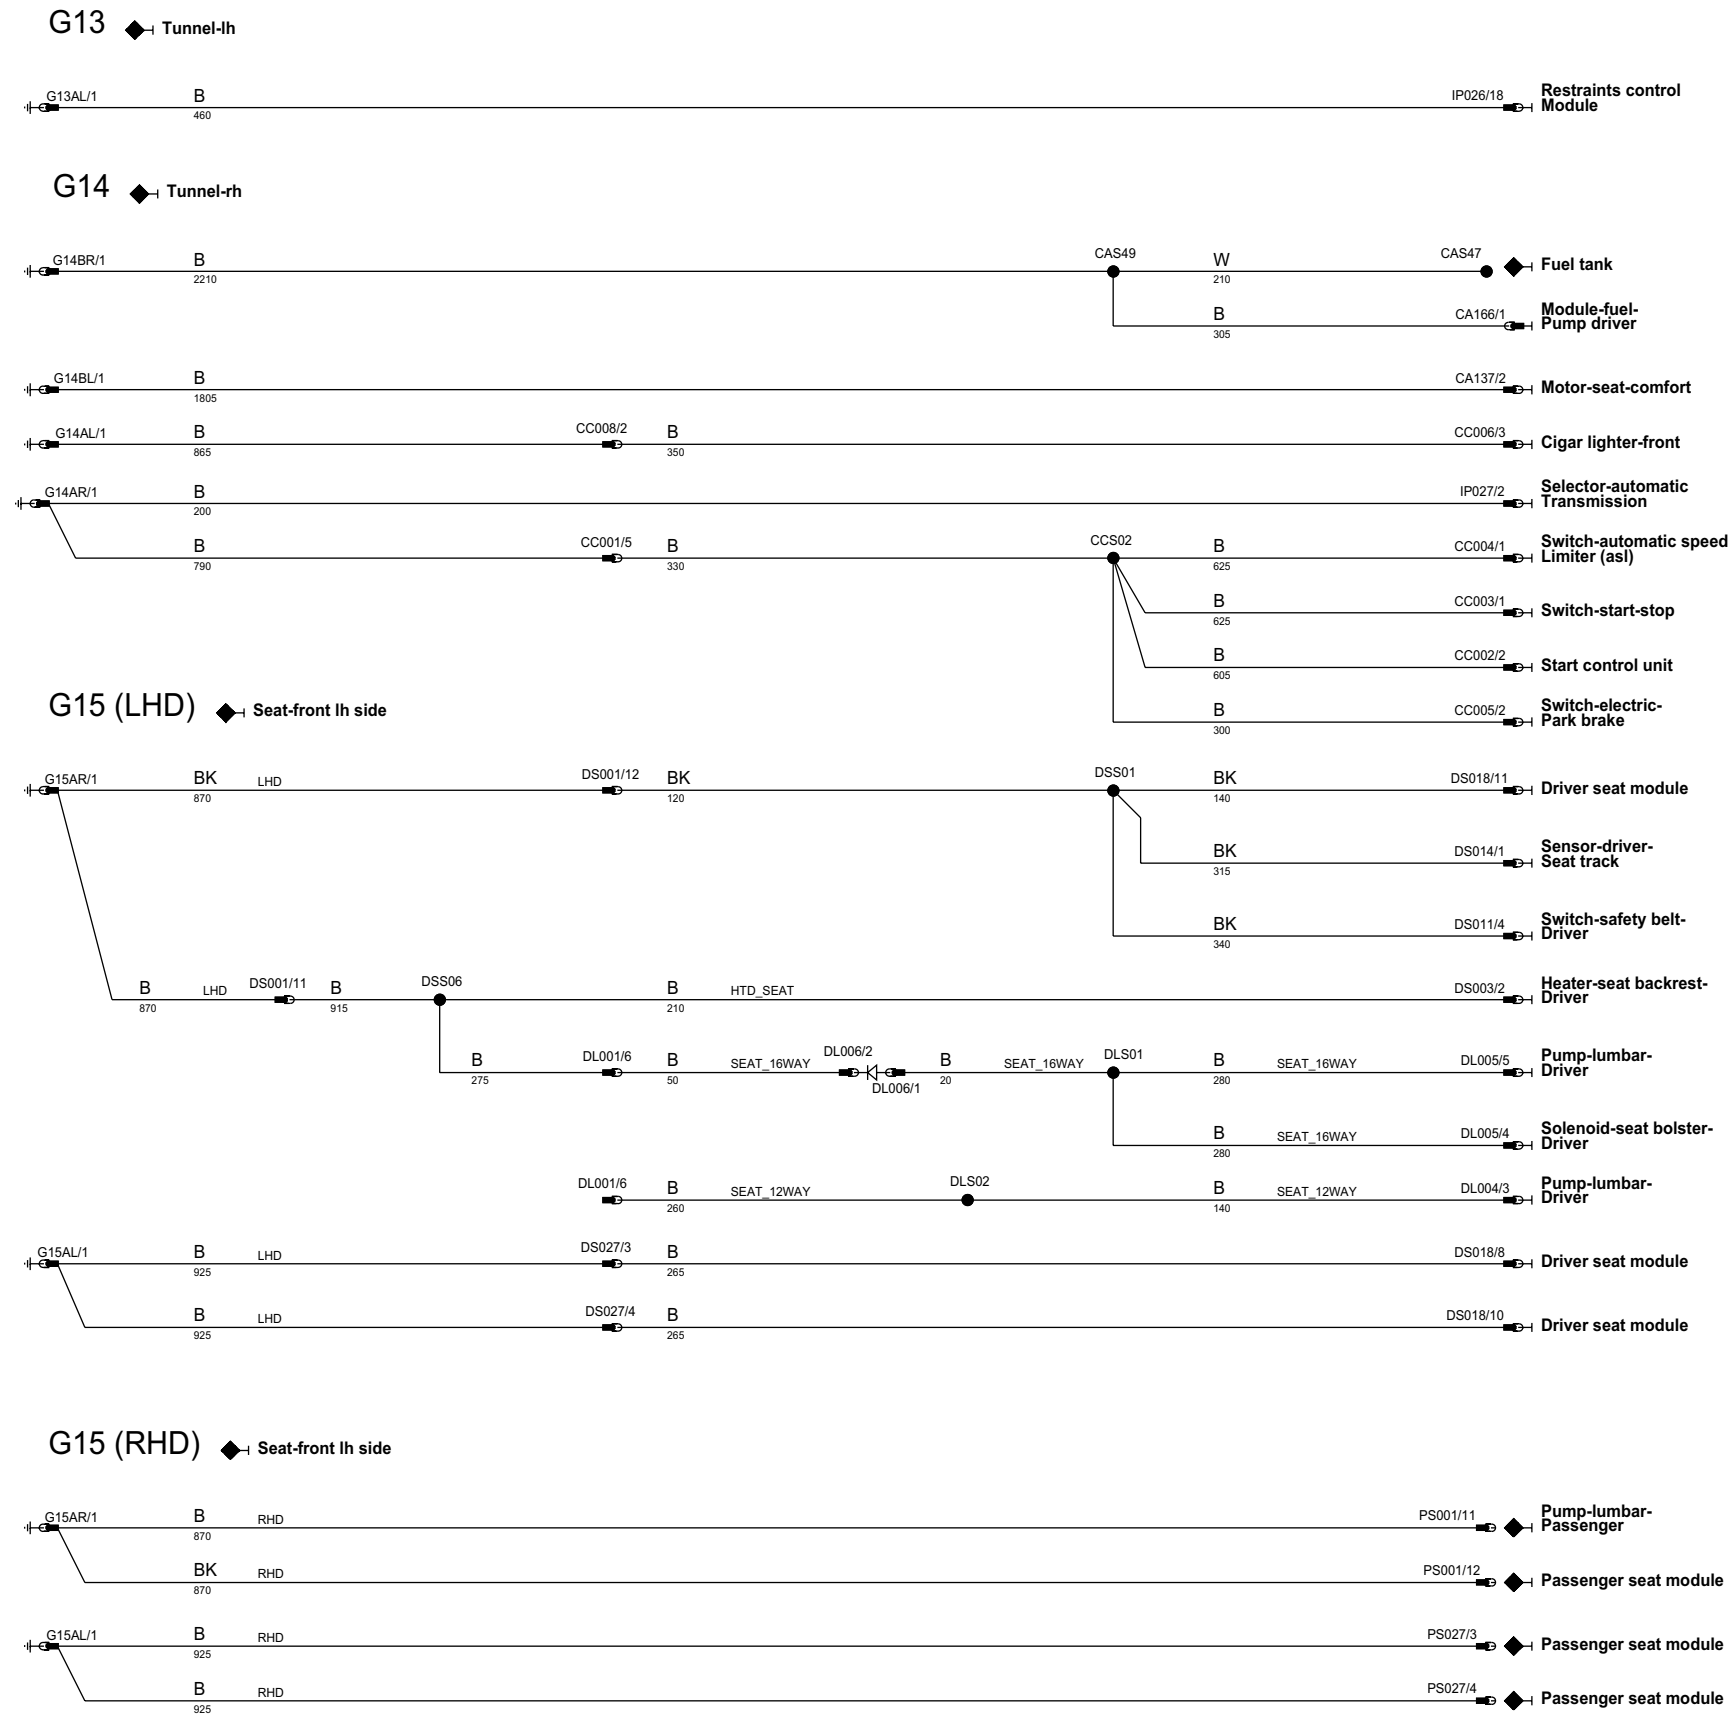 G13 Tunnel-lh
G13AL/1 B IP026/18 Restraints control
460 Module
G14 Tunnel-rh
G14BR/1 B CAS49 W CAS47 Fuel tank
2210 210
B CA166/1 Module-fuel-
305 Pump driver
G14BL/1 B CA137/2 Motor-seat-comfort
1805
G14AL/1 B CC008/2 B CC006/3 Cigar lighter-front
865 350
G14AR/1 B IP027/2 Selector-automatic
200 Transmission
B CC001/5 B CCS02 B CC004/1 Switch-automatic speed
790 330 625 Limiter (asl)
B CC003/1 Switch-start-stop
625
B CC002/2 Start control unit
605
G15 (LHD) Seat-front lh side
B CC005/2 Switch-electric-
300 Park brake
G15AR/1 BK LHD DS001/12 BK DSS01 BK DS018/11 Driver seat module
870 120 140
BK DS014/1 Sensor-driver-
315 Seat track
BK DS011/4 Switch-safety belt-
340 Driver
B LHD DS001/11 B DSS06 B HTD_SEAT DS003/2 Heater-seat backrest-
870 915 210 Driver
B DL001/6 B SEAT_16WAY DL006/2 B SEAT_16WAY DLS01 B SEAT_16WAY DL005/5 Pump-lumbar-
275 50 DL006/1 20 280 Driver
B SEAT_16WAY DL005/4 Solenoid-seat bolster-
280 Driver
DL001/6 B SEAT_12WAY DLS02 B SEAT_12WAY DL004/3 Pump-lumbar-
260 140 Driver
G15AL/1 B LHD DS027/3 B DS018/8 Driver seat module
925 265
B LHD DS027/4 B DS018/10 Driver seat module
925 265
G15 (RHD) Seat-front lh side
G15AR/1 B RHD PS001/11 Pump-lumbar-
870 Passenger
BK RHD PS001/12 Passenger seat module
870
G15AL/1 B RHD PS027/3 Passenger seat module
925
B RHD PS027/4 Passenger seat module
925